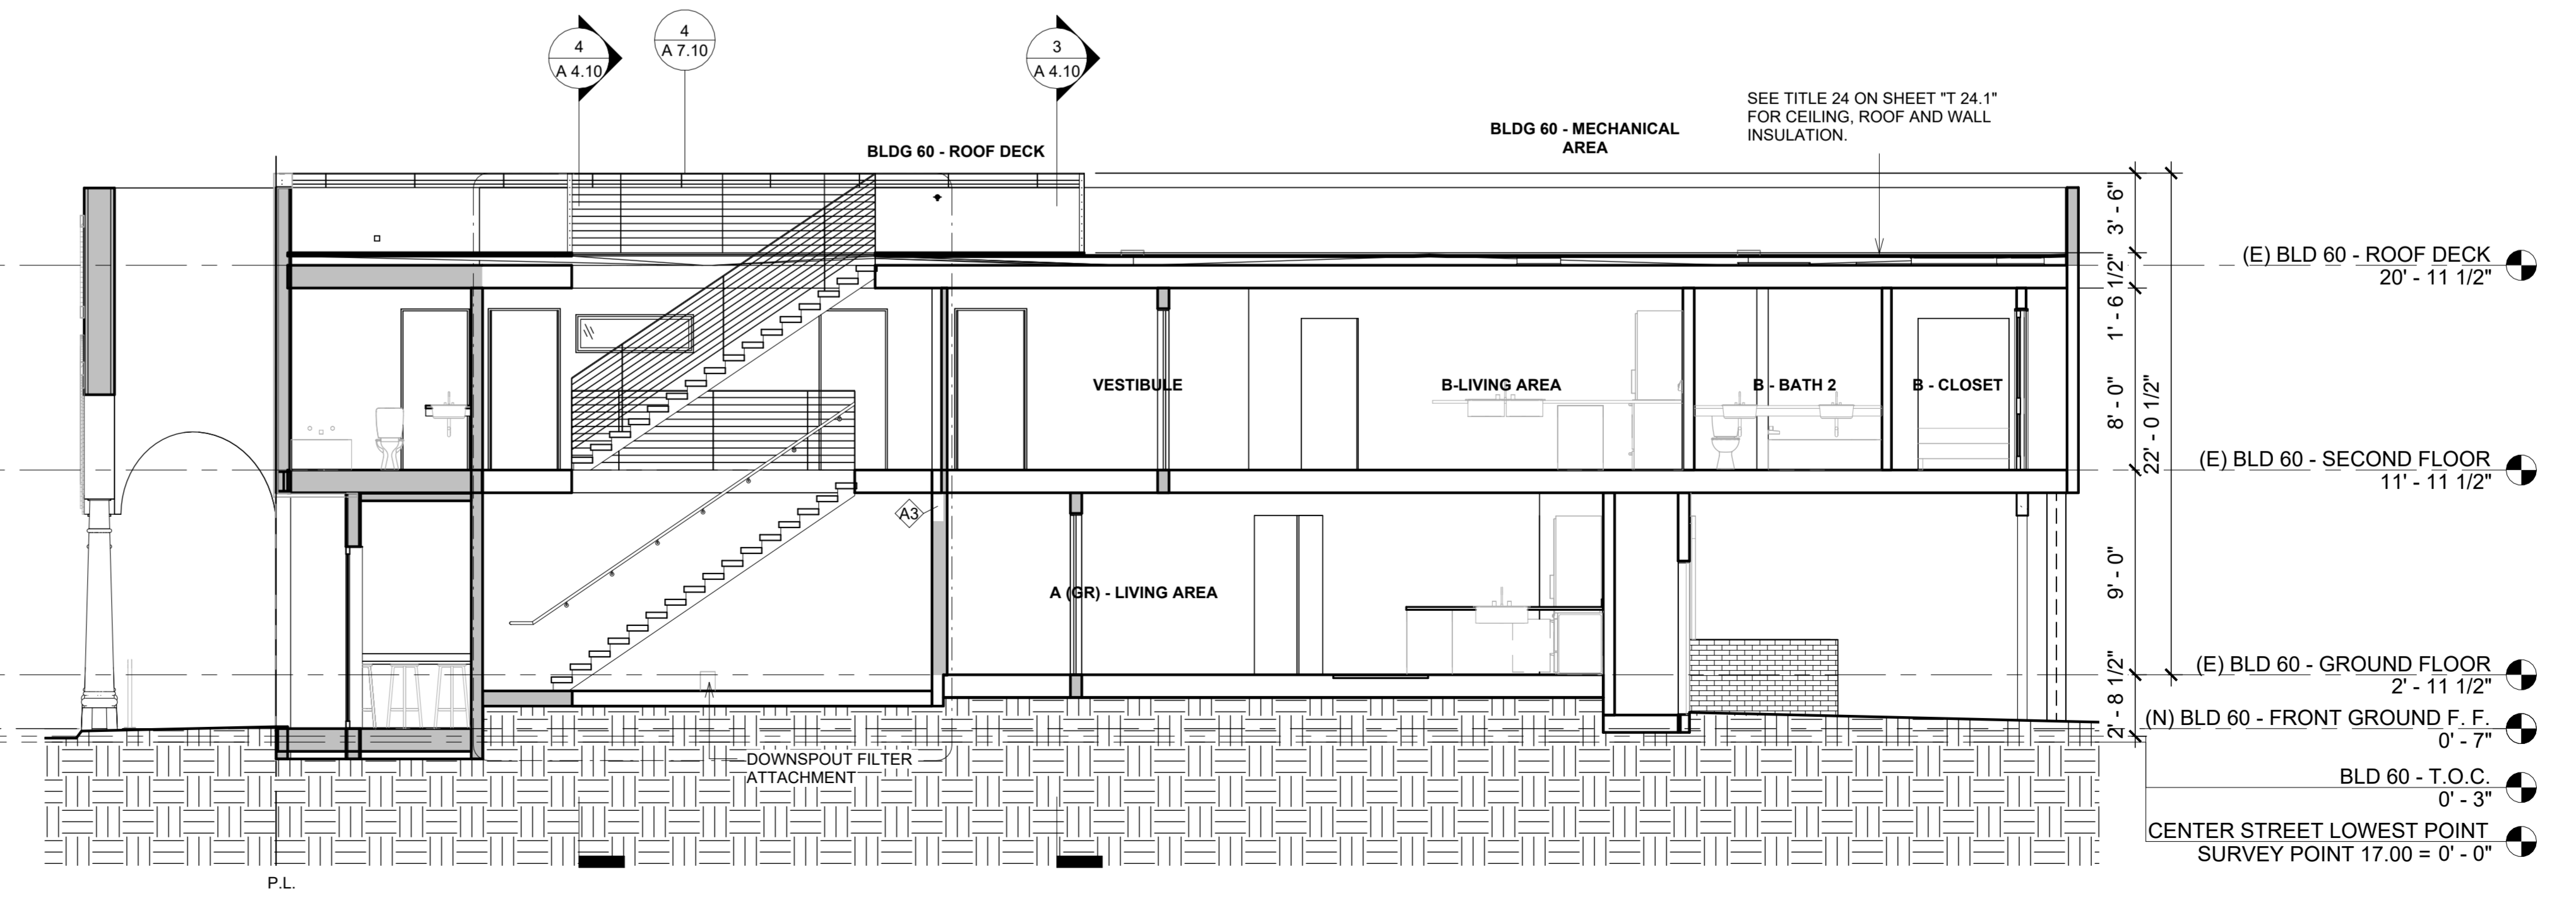 4
A 4.10
4
A 7.10
3
A 4.10
BLDG 60 - ROOF DECK
BLDG 60 - MECHANICAL
AREA
SEE TITLE 24 ON SHEET "T 24.1"
FOR CEILING, ROOF AND WALL
INSULATION.
3' - 6"
1' - 6 1/2"
8' - 0"
22' - 0 1/2"
9' - 0"
2' - 8 1/2"
(E) BLD 60 - ROOF DECK
20' - 11 1/2"
VESTIBULE
B-LIVING AREA
B - BATH 2
B - CLOSET
(E) BLD 60 - SECOND FLOOR
11' - 11 1/2"
A3
A (GR) - LIVING AREA
(E) BLD 60 - GROUND FLOOR
2' - 11 1/2"
(N) BLD 60 - FRONT GROUND F. F.
0' - 7"
DOWNSPOUT FILTER
ATTACHMENT
BLD 60 - T.O.C.
0' - 3"
CENTER STREET LOWEST POINT
SURVEY POINT 17.00 = 0' - 0"
P.L.